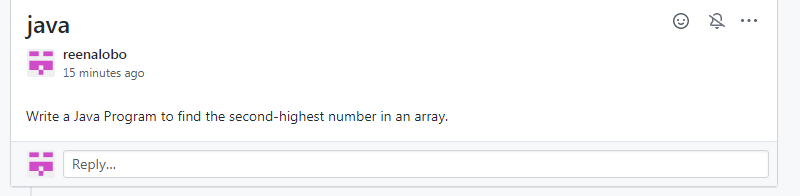 java
reenalobo
15 minutes ago
Write a Java Program to find the second-highest number in an array.
Reply...